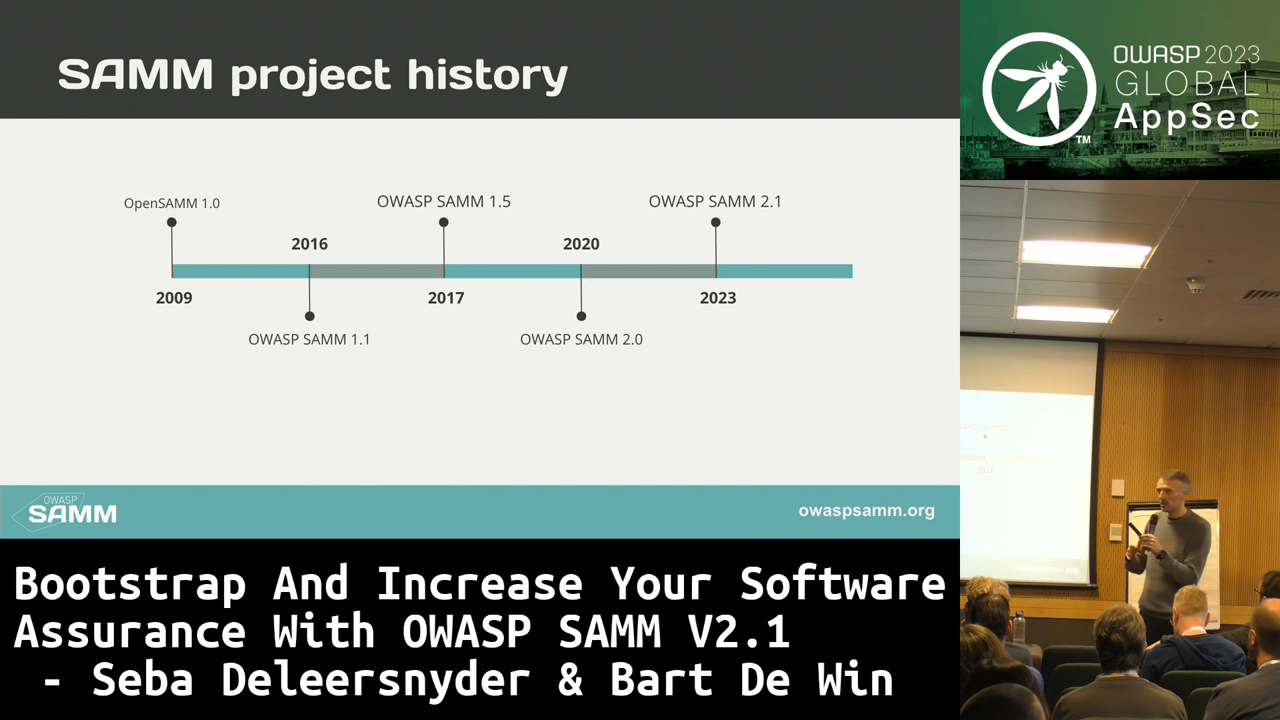 SAMM project history
OpenSAMM 1.0
OWASP SAMM 1.5
OWASP SAMM 2.1
2016
2020
2009
2017
2023
OWASP SAMM 1.1
OWASP SAMM 2.0
OWASP
SAMM
owaspsamm.org
OWASP 2023
GLOBAL
AppSec
TM
Bootstrap And Increase Your Software
Assurance With OWASP SAMM V2.1
- Seba Deleersnyder & Bart De Win